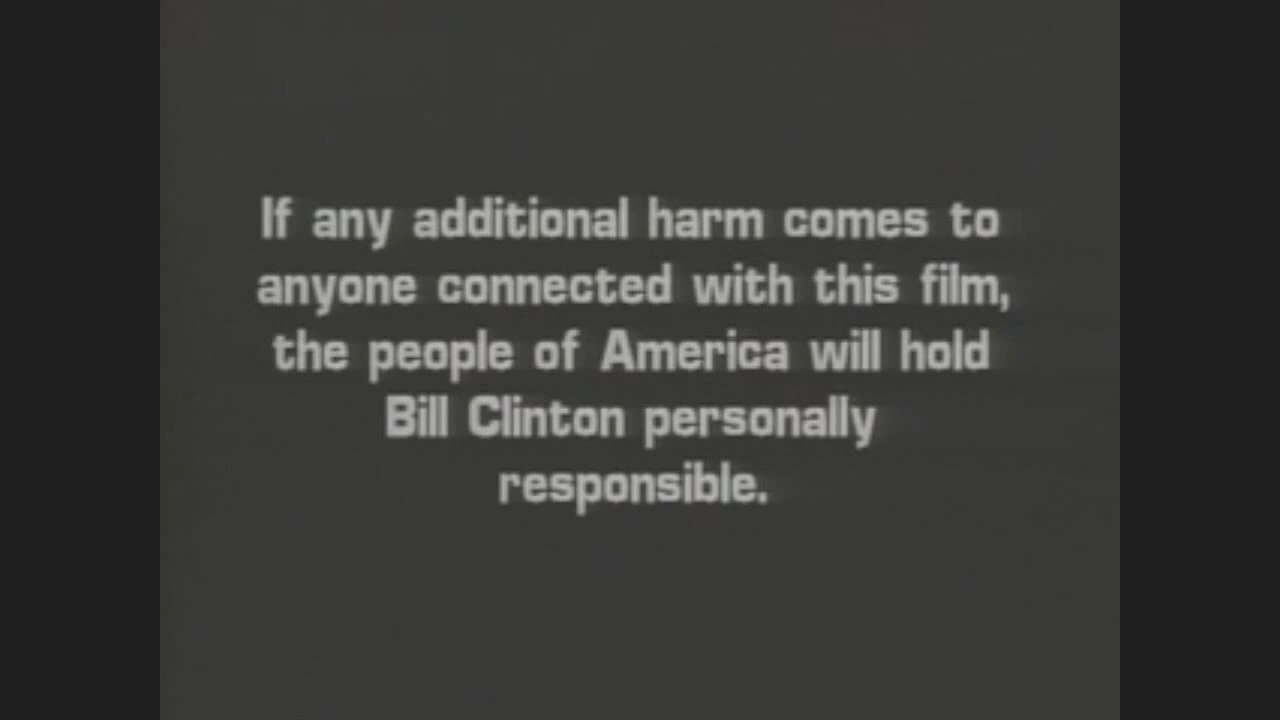 If any additional harm comes to
anyone connected with this film,
the people of America will hold
Bill Clinton personally
responsible.